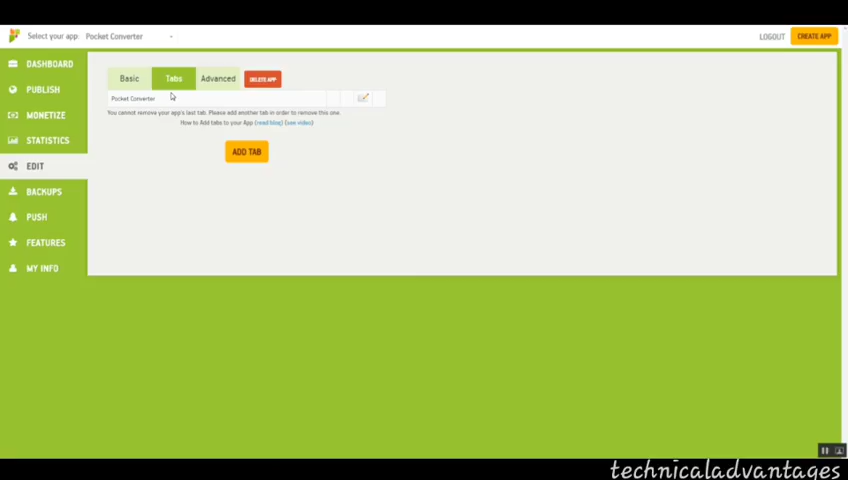 Select your app: Pocket Converter
LOGOUT
CREATE APP
DASHBOARD
PUBLISH
MONETIZE
STATISTICS
EDIT
BACKUPS
PUSH
FEATURES
MY INFO
Basic
Tabs
Advanced
DELETE APP
Pocket Converter
You cannot remove your app's last tab. Please add another tab in order to remove this one.
How to Add tabs to your App (read blog) (see video)
ADD TAB
technicaladvantages